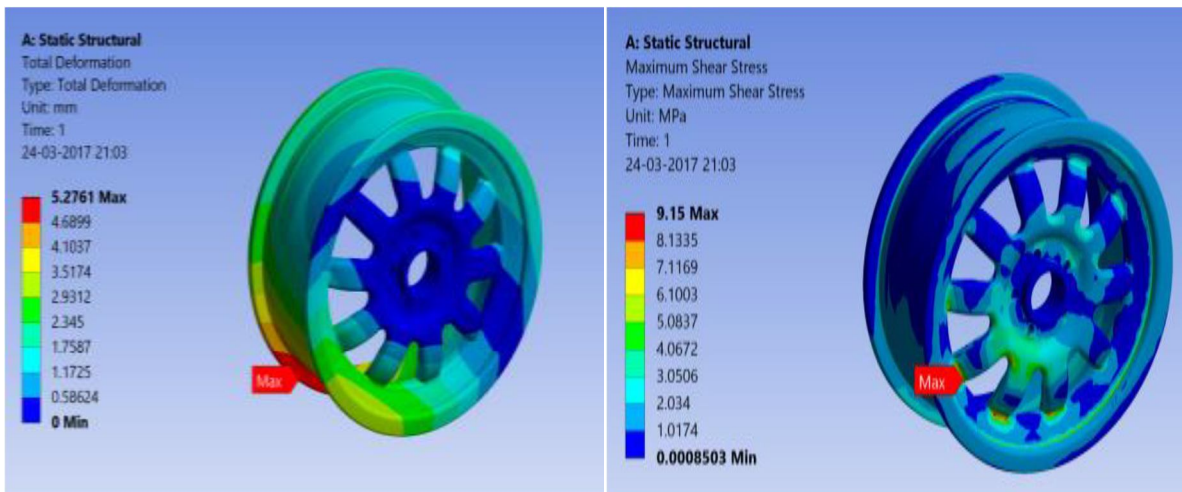 A: Static Structural
Total Deformation
Type: Total Deformation
Unit: mm
Time: 1
24-03-2017 21:03
5.2761 Max
4.6899
4.1037
3.5174
2.9312
2.345
1.7587
1.1725
0.58624
0 Min
Max
A: Static Structural
Maximum Shear Stress
Type: Maximum Shear Stress
Unit: MPa
Time: 1
24-03-2017 21:03
9.15 Max
8.1335
7.1169
6.1003
5.0837
4.0672
3.0506
2.034
1.0174
0.0008503 Min
Max